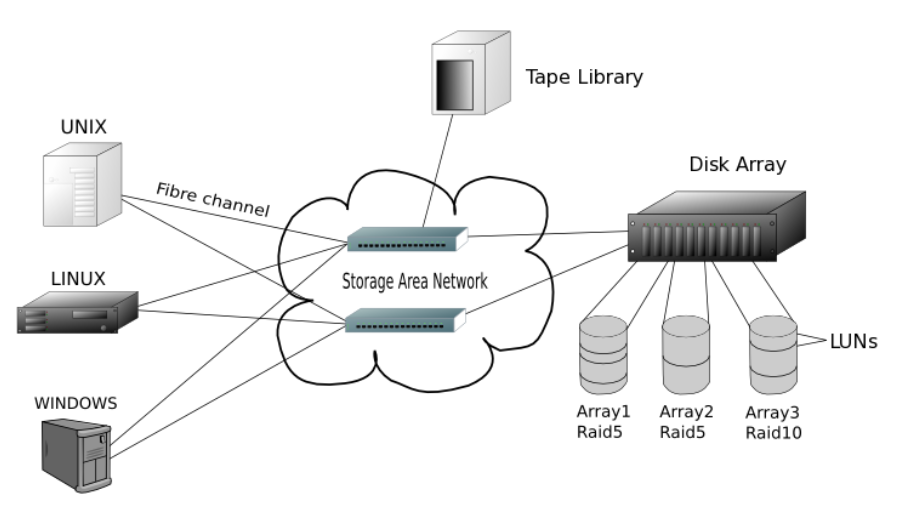 Tape Library
UNIX
Disk Array
Fibre channel
LINUX
Storage Area Network
LUNs
WINDOWS
Array1
Raid5
Array2
Raid5
Array3
Raid10